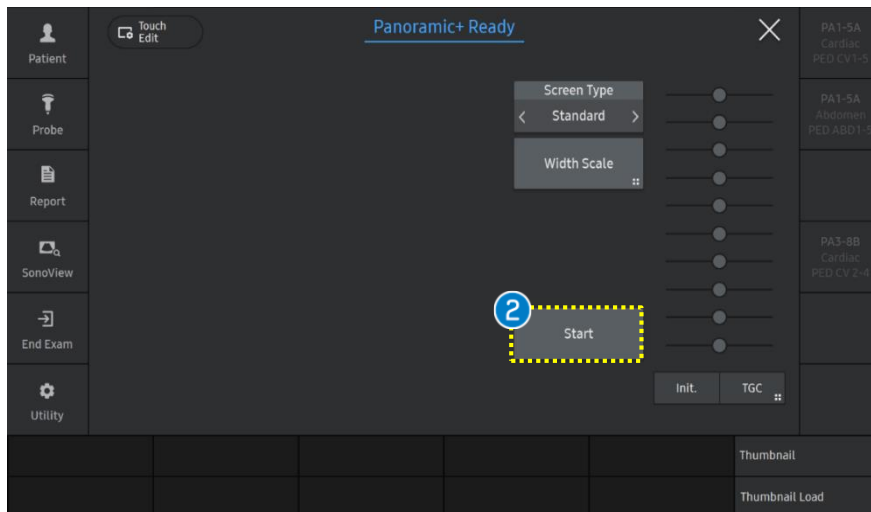 Patient
Probe
Report
SonoView
End Exam
Utility
Touch
Edit
Panoramic+ Ready
Screen Type
Standard
Width Scale
2
Start
Init.
TGC
PA1-5A
Cardiac
PED CV1-5
PA1-5A
Abdomen
PED ABD1-5
PA3-8B
Cardiac
PED CV 2-4
Thumbnail
Thumbnail Load